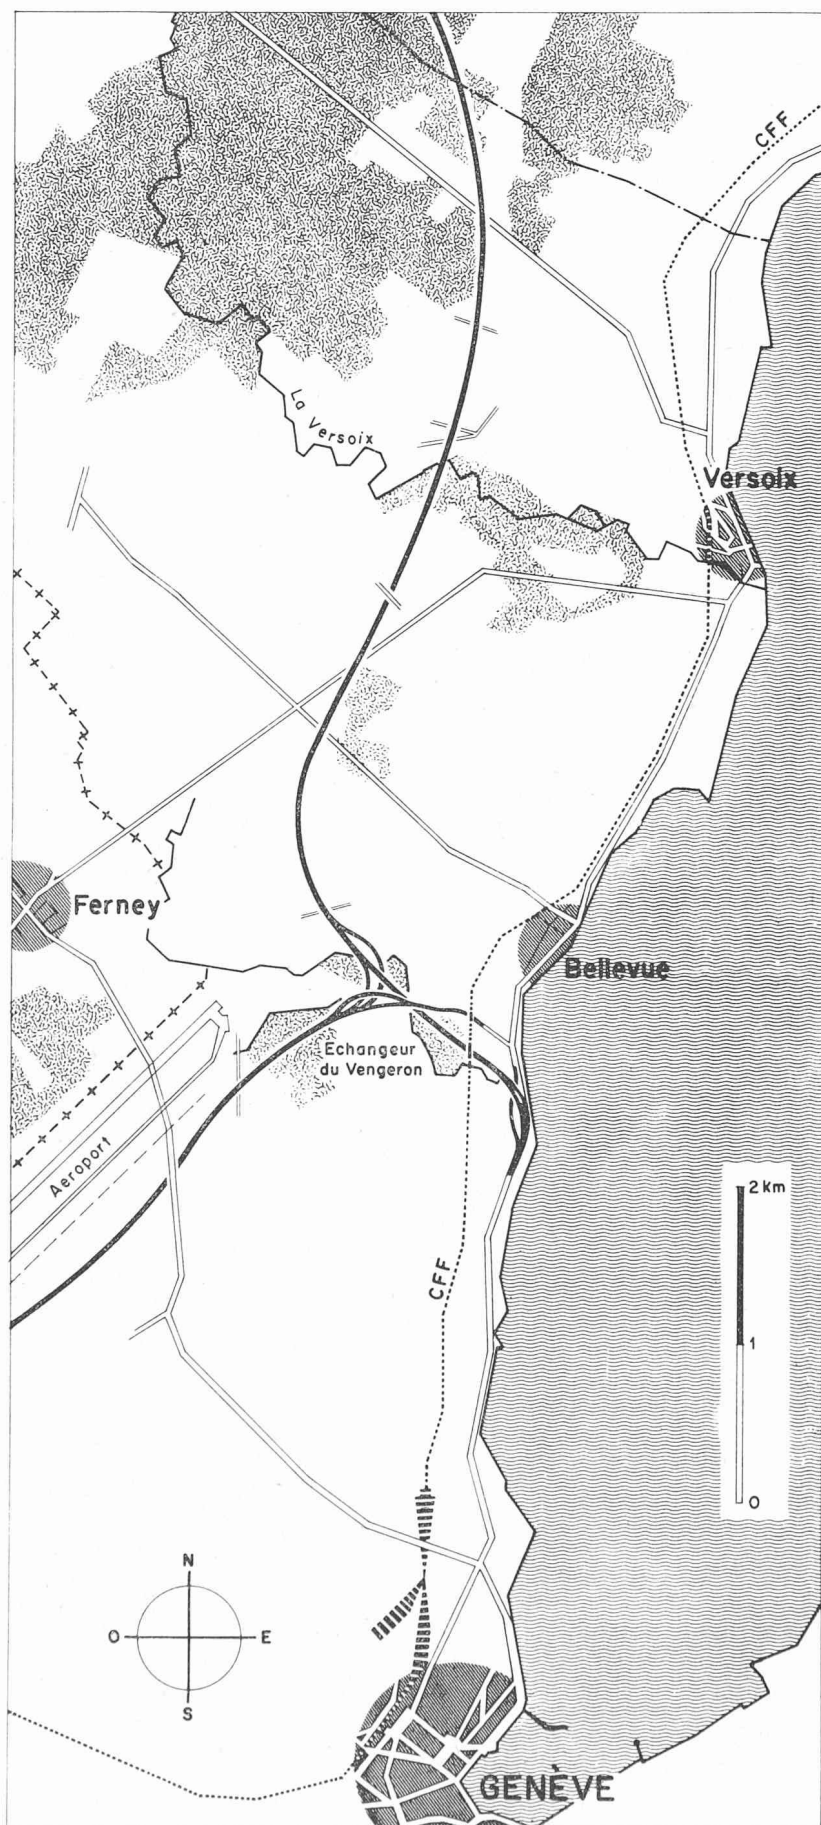 CFF
La Versoix
Versoix
Ferney
Bellevue
Echangeur
du Vengeron
Aeroport
2 km
CFF
1
0
N
O
E
S
GENÈVE